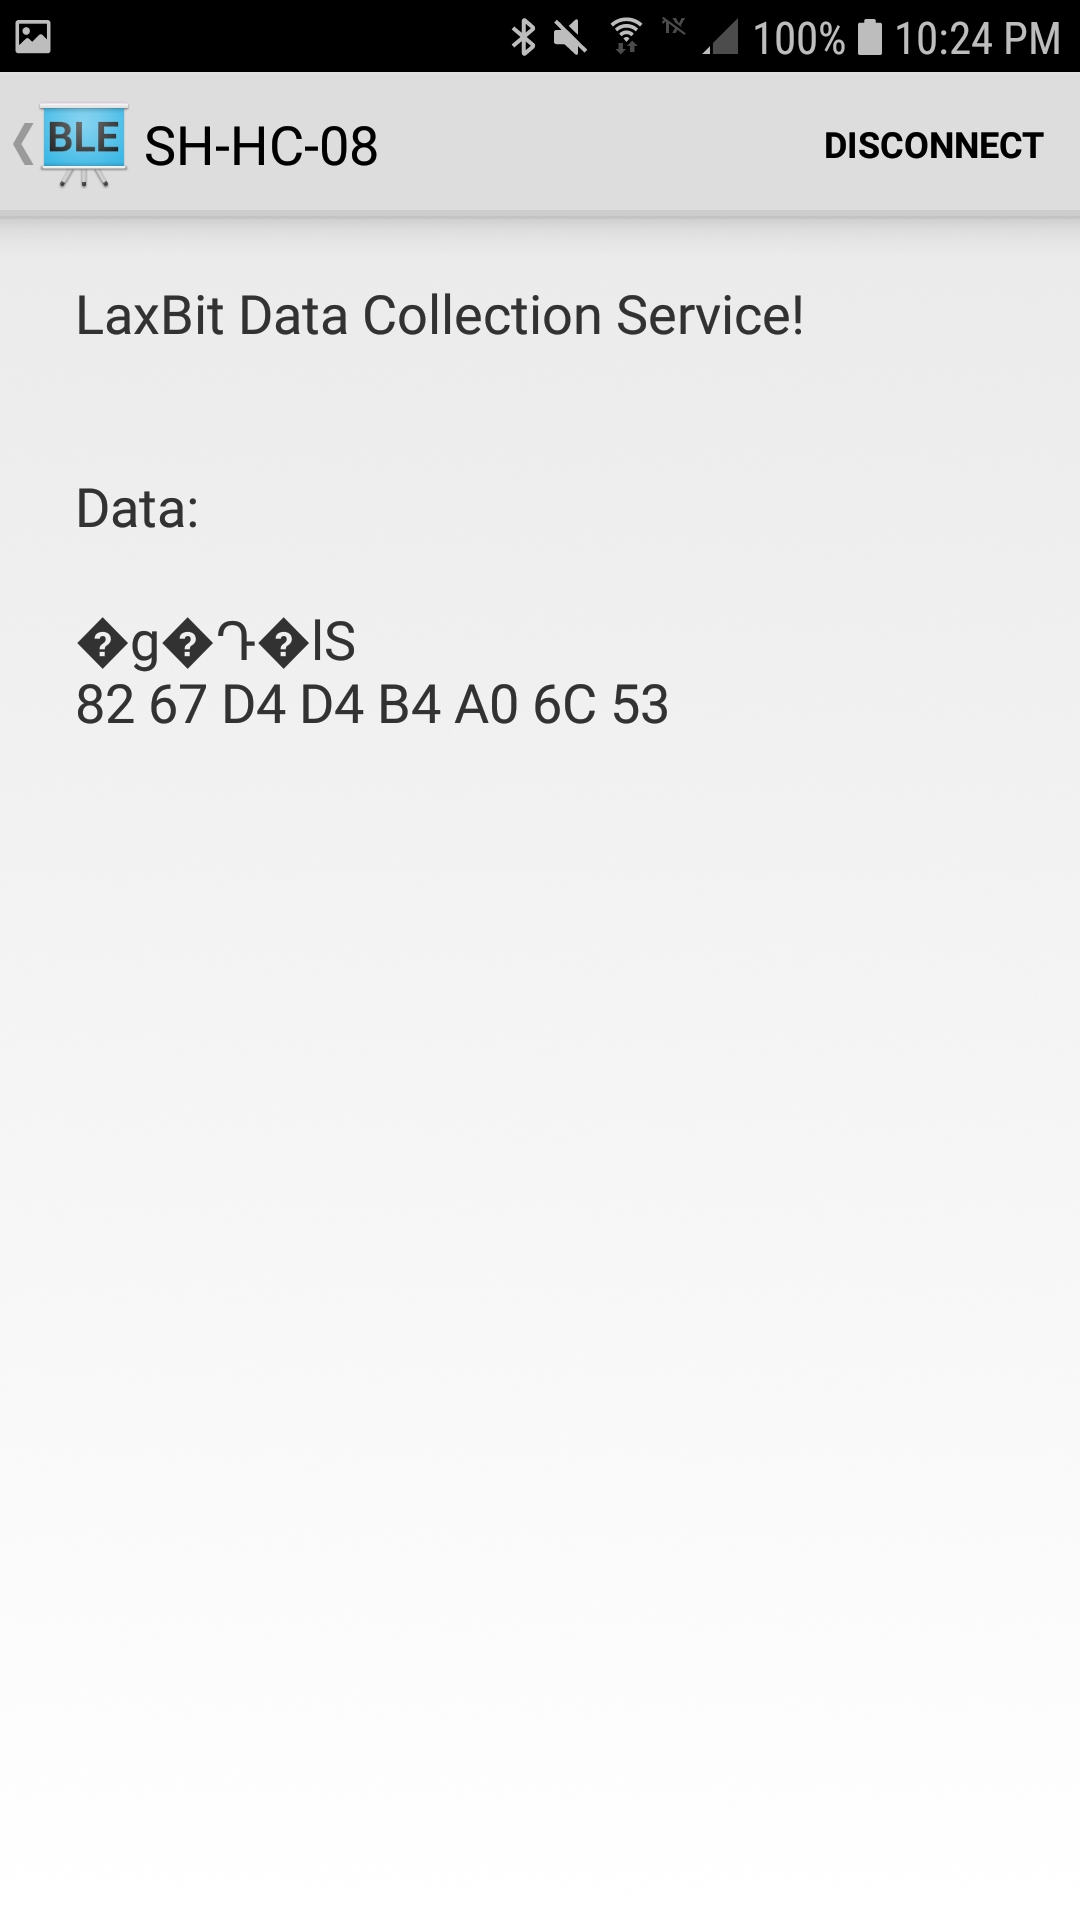 100% 10:24 PM
BLE SH-HC-08 DISCONNECT
LaxBit Data Collection Service!
Data:
�g�Դ�lS
82 67 D4 D4 B4 A0 6C 53